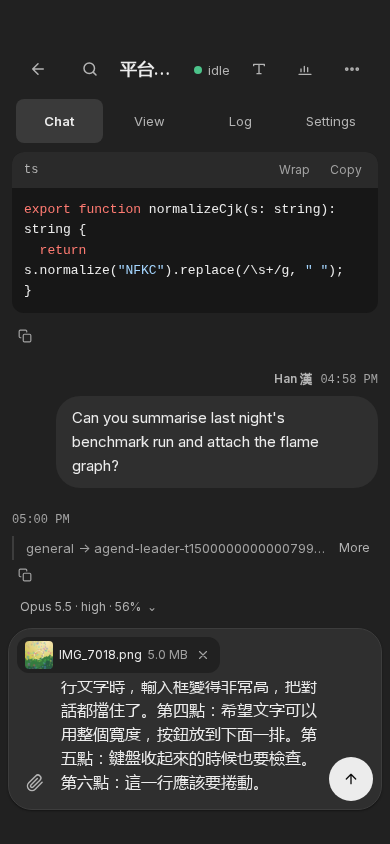 平台…
idle
Chat
View
Log
Settings
ts
Wrap
Copy
export function normalizeCjk(s: string):
string {
return
s.normalize("NFKC").replace(/\s+/g, " ");
}
Han 漢 04:58 PM
Can you summarise last night's
benchmark run and attach the flame
graph?
05:00 PM
general → agend-leader-t1500000000000799…
More
Opus 5.5 · high · 56%
IMG_7018.png 5.0 MB
行文字時，輸入框變得非常高，把對
話都擋住了。第四點：希望文字可以
用整個寬度，按鈕放到下面一排。第
五點：鍵盤收起來的時候也要檢查。
第六點：這一行應該要捲動。